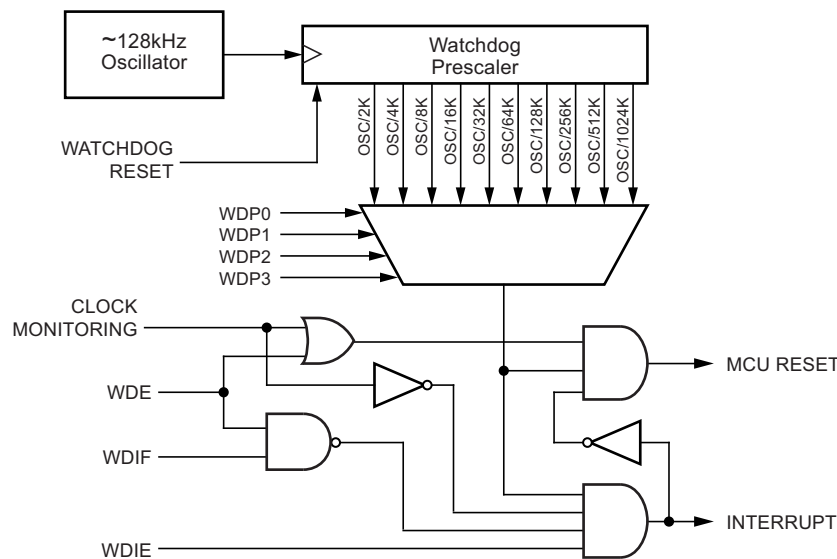 ~128kHz
Oscillator
Watchdog
Prescaler
OSC/2K
OSC/4K
OSC/8K
OSC/16K
OSC/32K
OSC/64K
OSC/128K
OSC/256K
OSC/512K
OSC/1024K
WATCHDOG
RESET
WDP0
WDP1
WDP2
WDP3
CLOCK
MONITORING
MCU RESET
WDE
WDIF
INTERRUPT
WDIE